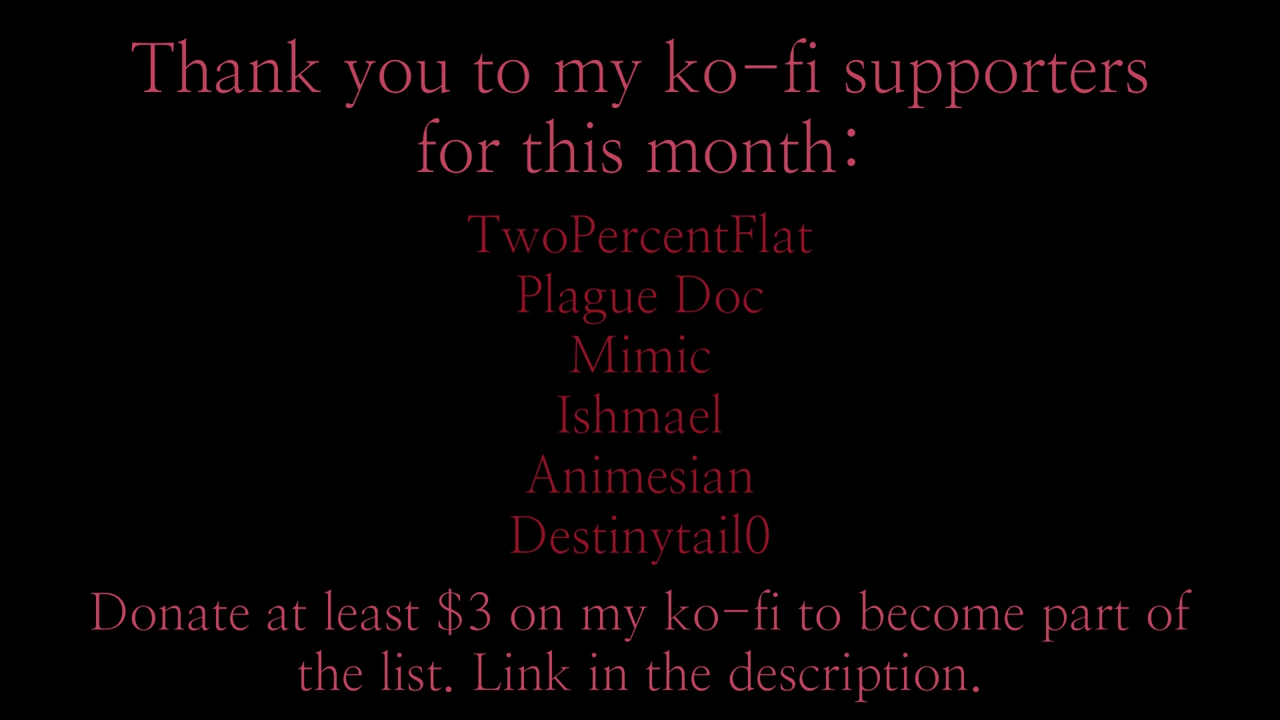 Thank you to my ko-fi supporters
for this month:
TwoPercentFlat
Plague Doc
Mimic
Ishmael
Animesian
Destinytail0
Donate at least $3 on my ko-fi to become part of
the list. Link in the description.